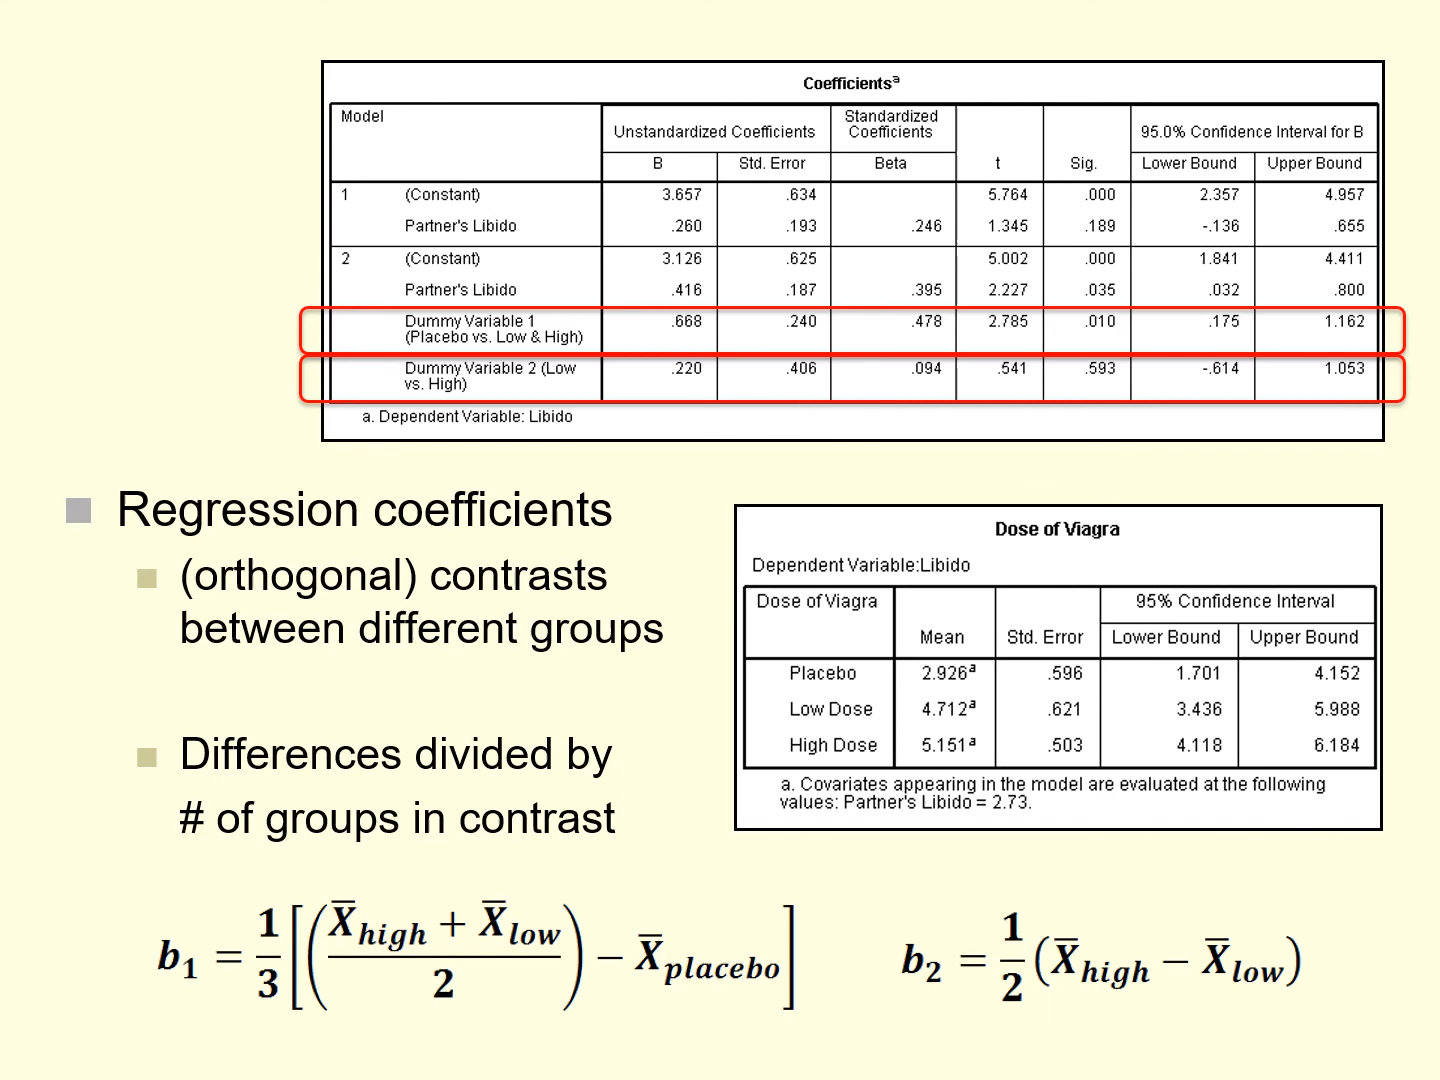 Coefficientsᵃ
Model Unstandardized Coefficients Standardized Coefficients t Sig. 95.0% Confidence Interval for B
B Std. Error Beta Lower Bound Upper Bound
1 (Constant) 3.657 .634 5.764 .000 2.357 4.957
Partner's Libido .260 .193 .246 1.345 .189 -.136 .655
2 (Constant) 3.126 .625 5.002 .000 1.841 4.411
Partner's Libido .416 .187 .395 2.227 .035 .032 .800
Dummy Variable 1 .668 .240 .478 2.785 .010 .175 1.162
(Placebo vs. Low & High)
Dummy Variable 2 (Low .220 .406 .094 .541 .593 -.614 1.053
vs. High)
a. Dependent Variable: Libido
Regression coefficients
(orthogonal) contrasts
between different groups
Differences divided by
# of groups in contrast
Dose of Viagra
Dependent Variable:Libido
Dose of Viagra Mean Std. Error 95% Confidence Interval
Lower Bound Upper Bound
Placebo 2.926ᵃ .596 1.701 4.152
Low Dose 4.712ᵃ .621 3.436 5.988
High Dose 5.151ᵃ .503 4.118 6.184
a. Covariates appearing in the model are evaluated at the following
values: Partner's Libido = 2.73.
b₁ = 1/3 [((X̄high + X̄low)/2) − X̄placebo]
b₂ = 1/2 (X̄high − X̄low)